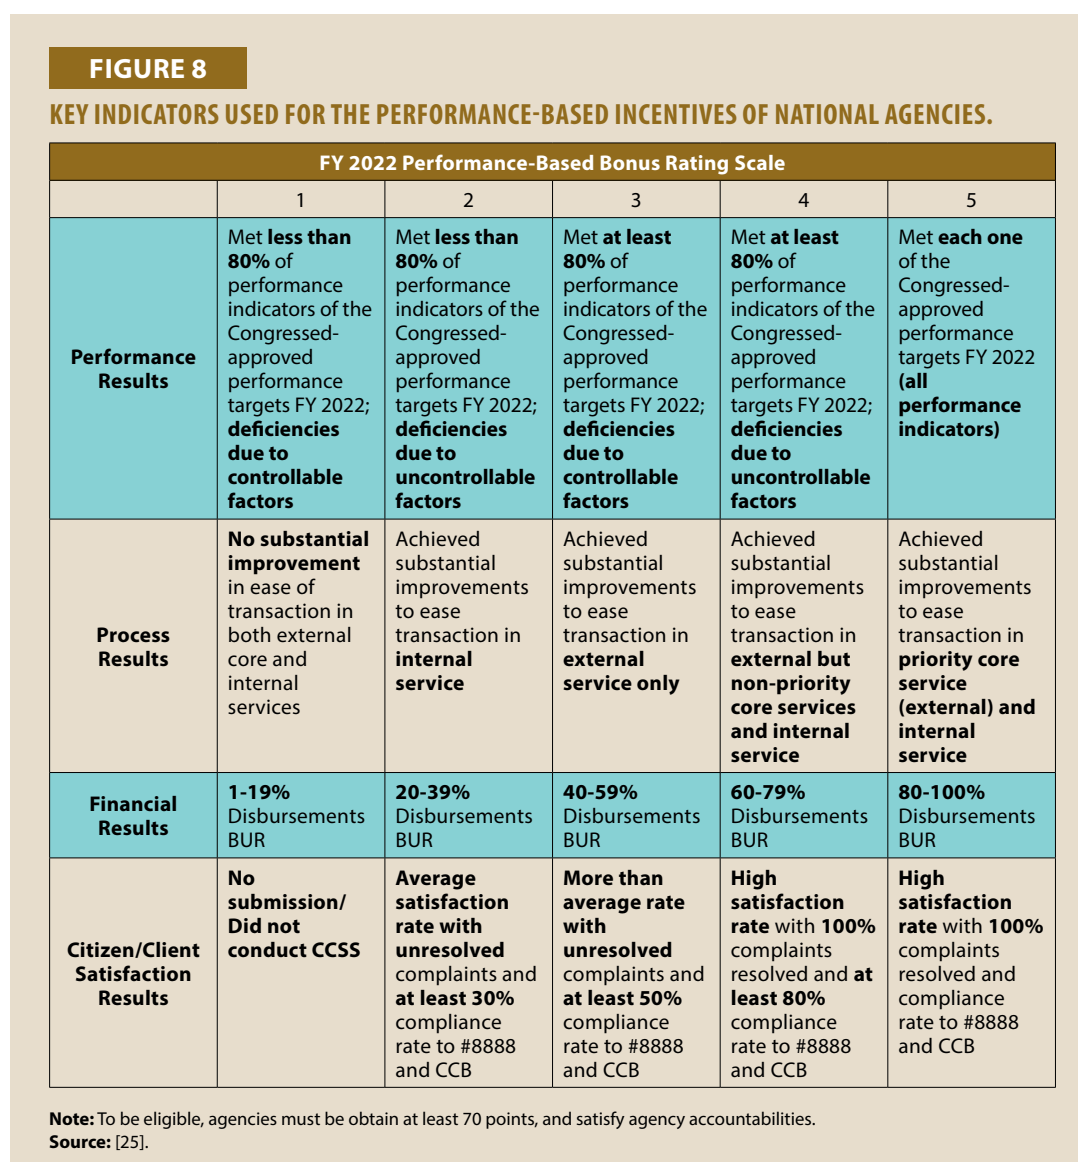 FIGURE 8
KEY INDICATORS USED FOR THE PERFORMANCE-BASED INCENTIVES OF NATIONAL AGENCIES.
FY 2022 Performance-Based Bonus Rating Scale
1
2
3
4
5
Performance
Results
Met less than
80% of
performance
indicators of the
Congressed-
approved
performance
targets FY 2022;
deficiencies
due to
controllable
factors
Met less than
80% of
performance
indicators of the
Congressed-
approved
performance
targets FY 2022;
deficiencies
due to
uncontrollable
factors
Met at least
80% of
performance
indicators of the
Congressed-
approved
performance
targets FY 2022;
deficiencies
due to
controllable
factors
Met at least
80% of
performance
indicators of the
Congressed-
approved
performance
targets FY 2022;
deficiencies
due to
uncontrollable
factors
Met each one
of the
Congressed-
approved
performance
targets FY 2022
(all
performance
indicators)
Process
Results
No substantial
improvement
in ease of
transaction in
both external
core and
internal
services
Achieved
substantial
improvements
to ease
transaction in
internal
service
Achieved
substantial
improvements
to ease
transaction in
external
service only
Achieved
substantial
improvements
to ease
transaction in
external but
non-priority
core services
and internal
service
Achieved
substantial
improvements
to ease
transaction in
priority core
service
(external) and
internal
service
Financial
Results
1-19%
Disbursements
BUR
20-39%
Disbursements
BUR
40-59%
Disbursements
BUR
60-79%
Disbursements
BUR
80-100%
Disbursements
BUR
Citizen/Client
Satisfaction
Results
No
submission/
Did not
conduct CCSS
Average
satisfaction
rate with
unresolved
complaints and
at least 30%
compliance
rate to #8888
and CCB
More than
average rate
with
unresolved
complaints and
at least 50%
compliance
rate to #8888
and CCB
High
satisfaction
rate with 100%
complaints
resolved and at
least 80%
compliance
rate to #8888
and CCB
High
satisfaction
rate with 100%
complaints
resolved and
compliance
rate to #8888
and CCB
Note: To be eligible, agencies must be obtain at least 70 points, and satisfy agency accountabilities.
Source: [25].